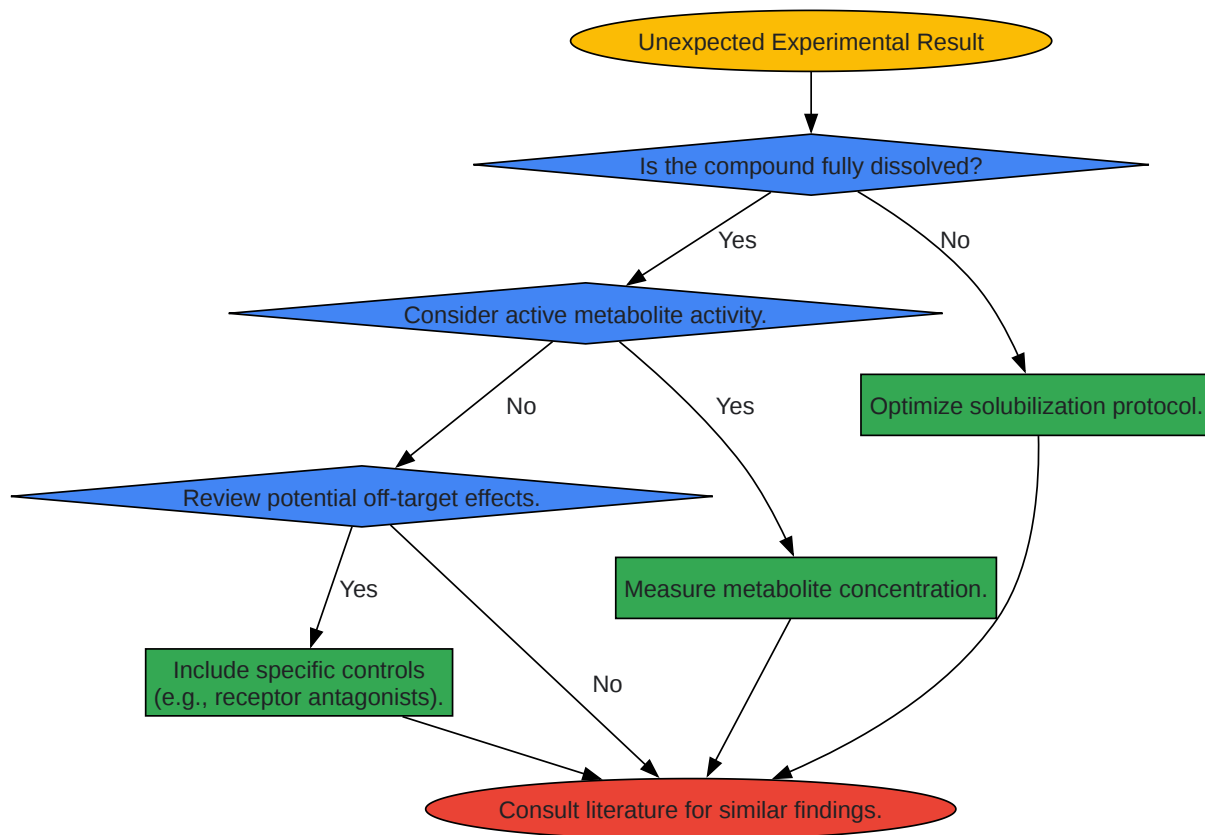 Unexpected Experimental Result
Is the compound fully dissolved?
Yes
No
Consider active metabolite activity.
Optimize solubilization protocol.
No
Yes
Review potential off-target effects.
Measure metabolite concentration.
Yes
Include specific controls
(e.g., receptor antagonists).
No
Consult literature for similar findings.